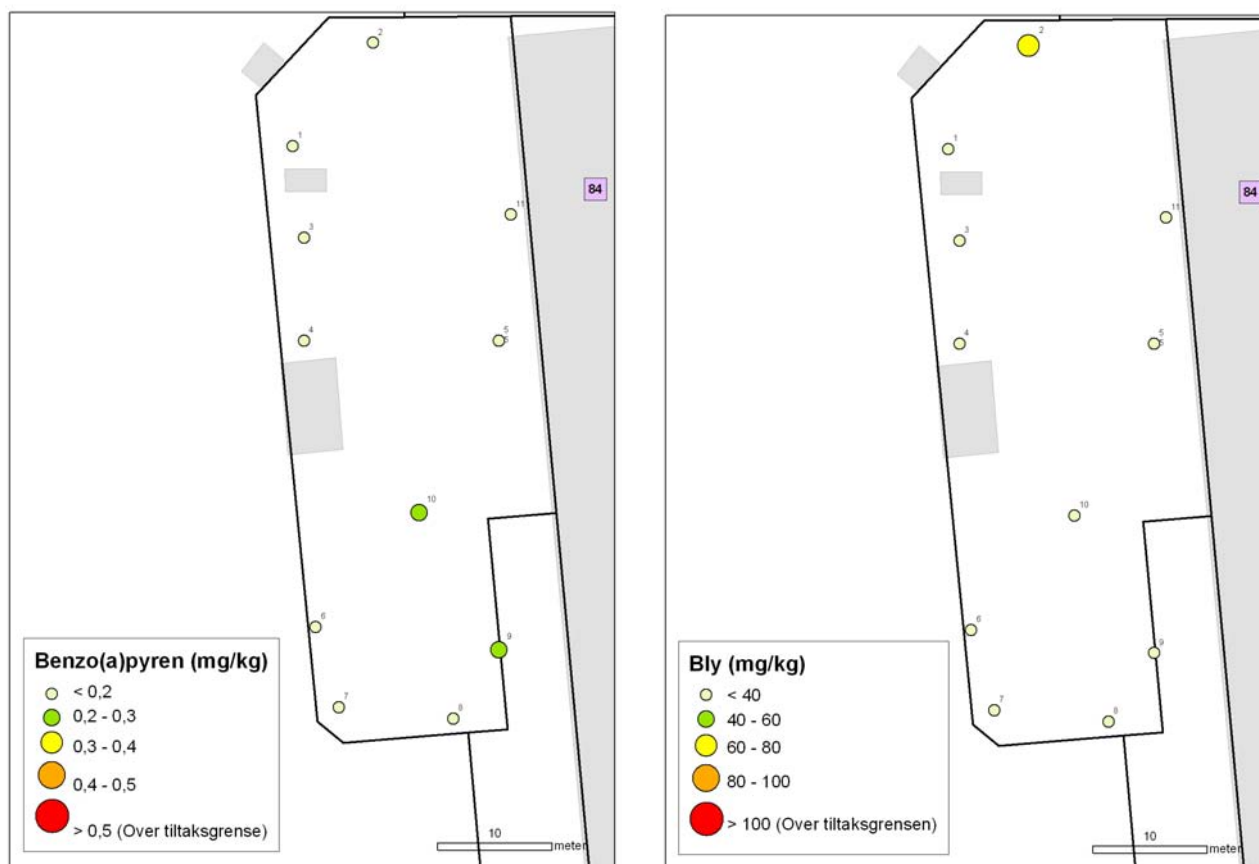 2
1
84
11
3
4
5
5
10
6
9
7
8
Benzo(a)pyren (mg/kg)
< 0,2
0,2 - 0,3
0,3 - 0,4
0,4 - 0,5
> 0,5 (Over tiltaksgrense)
10
meter
2
1
84
11
3
4
5
5
10
6
9
7
8
Bly (mg/kg)
< 40
40 - 60
60 - 80
80 - 100
> 100 (Over tiltaksgrensen)
10
meter